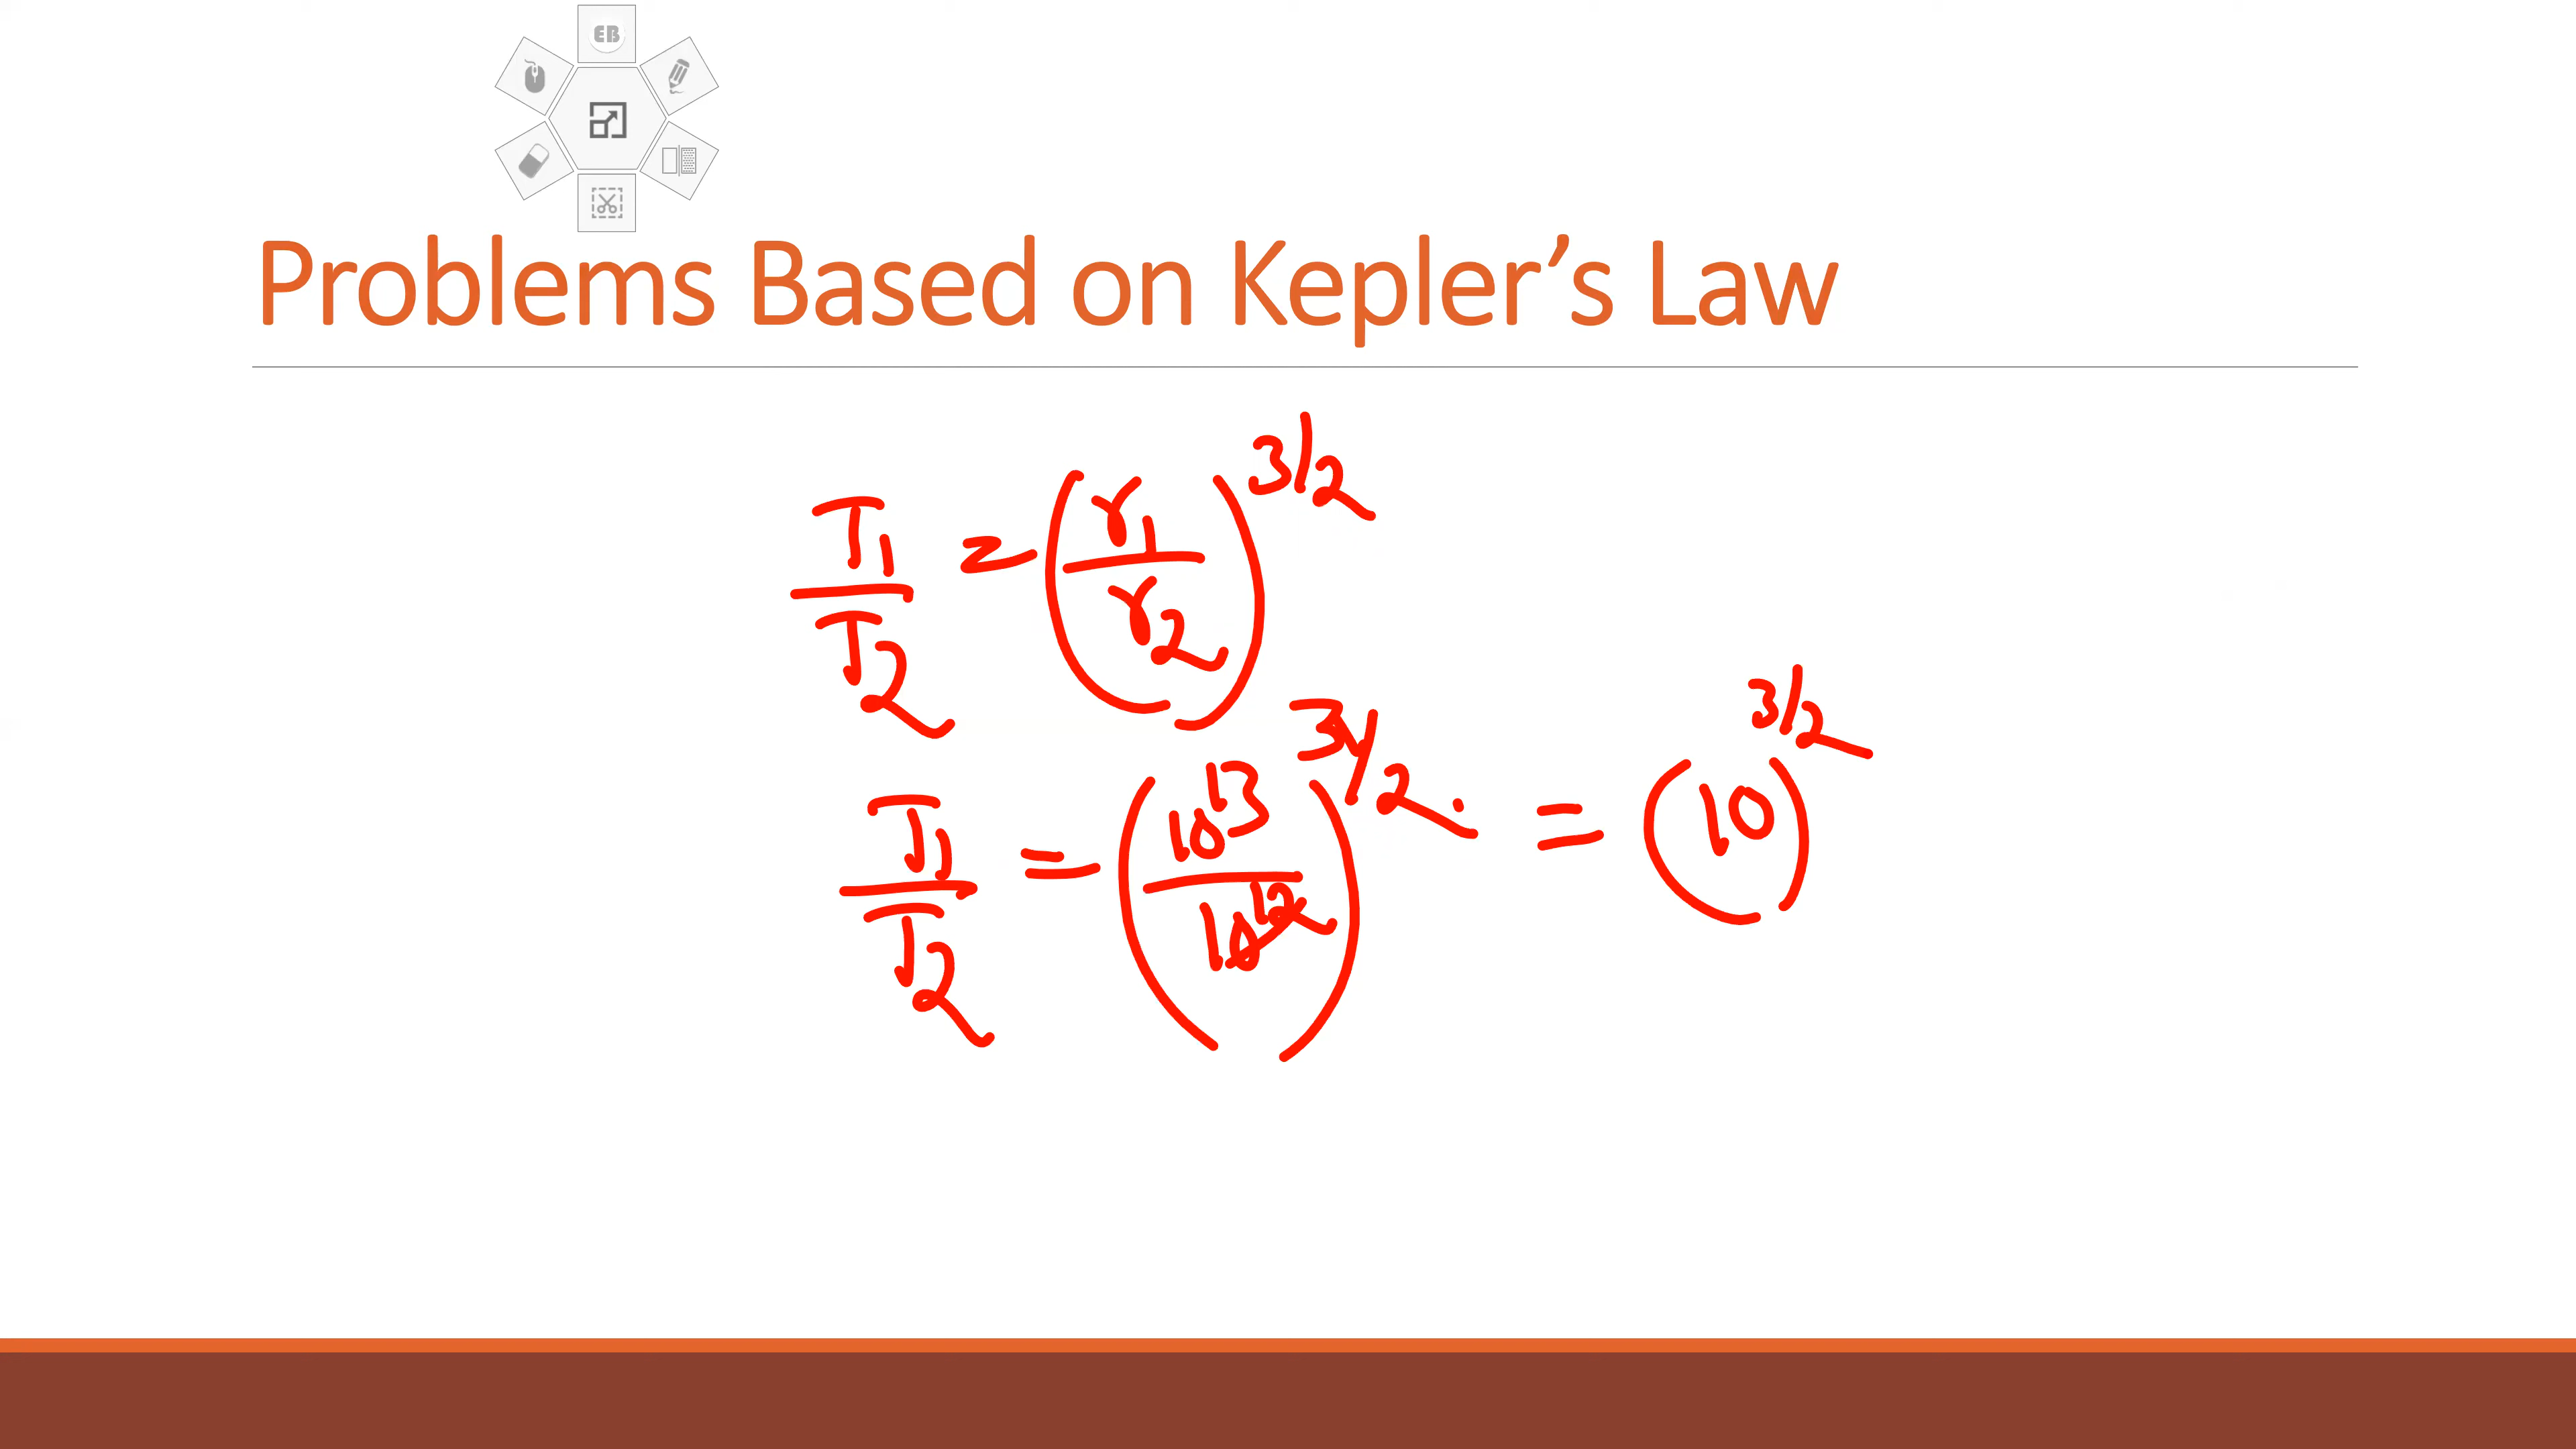 EB
Problems Based on Kepler's Law
T₁/T₂ = (r₁/r₂)^3/2
T₁/T₂ = (10^13/10^12)^3/2 . = (10)^3/2